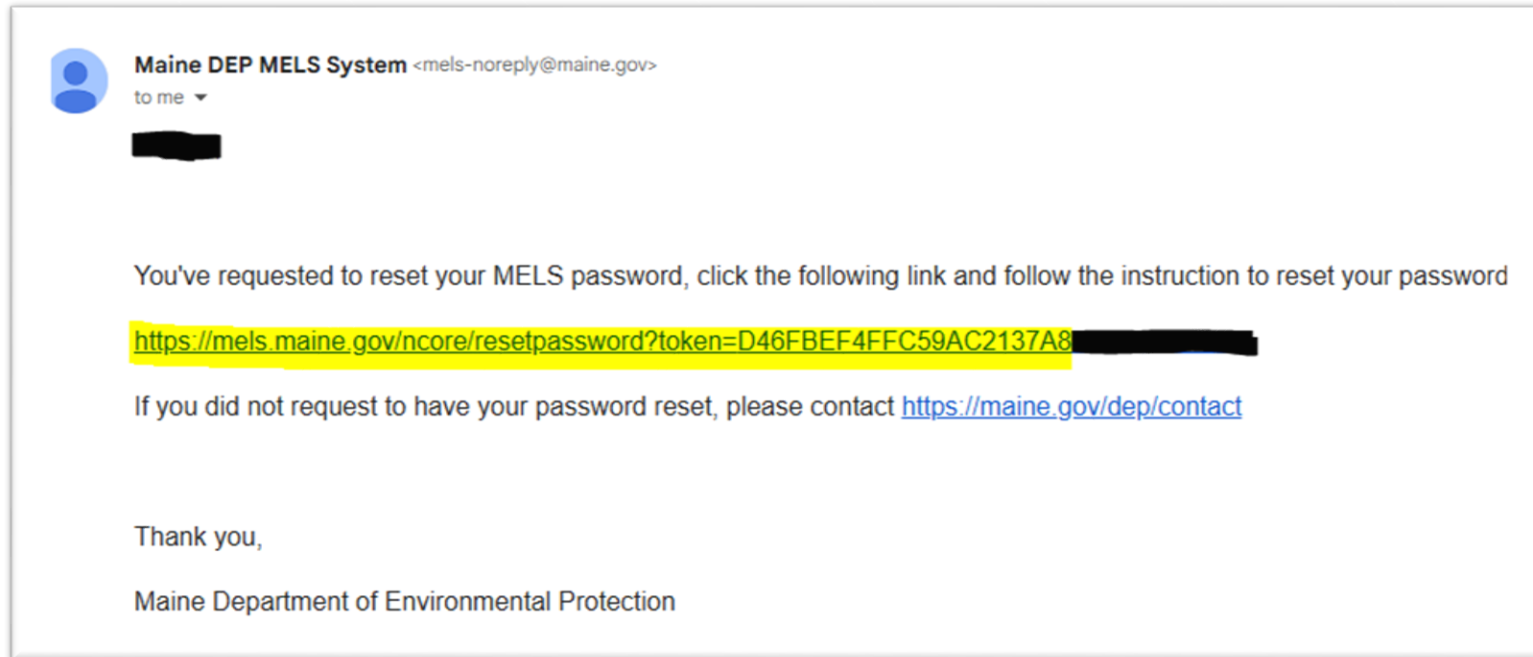 Maine DEP MELS System <mels-noreply@maine.gov>
to me
You've requested to reset your MELS password, click the following link and follow the instruction to reset your password
https://mels.maine.gov/ncore/resetpassword?token=D46FBEF4FFC59AC2137A8
If you did not request to have your password reset, please contact https://maine.gov/dep/contact
Thank you,
Maine Department of Environmental Protection